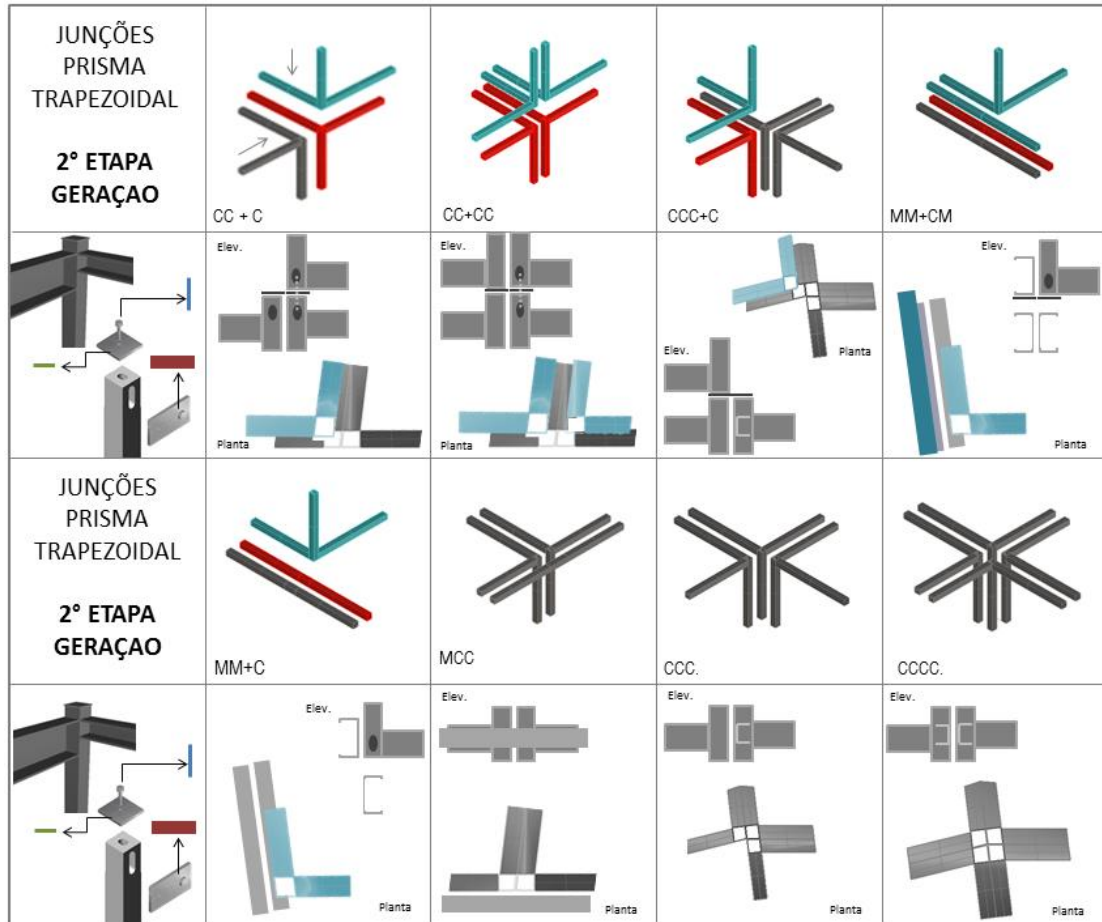 JUNÇÕES
PRISMA
TRAPEZOIDAL
2° ETAPA
GERAÇAO
CC + C
CC+CC
CCC+C
MM+CM
Elev.
Planta
Elev.
Planta
Elev.
Planta
Elev.
Planta
JUNÇÕES
PRISMA
TRAPEZOIDAL
2° ETAPA
GERAÇAO
MM+C
MCC
CCC.
CCCC.
Elev.
Planta
Elev.
Planta
Elev.
Planta
Elev.
Planta